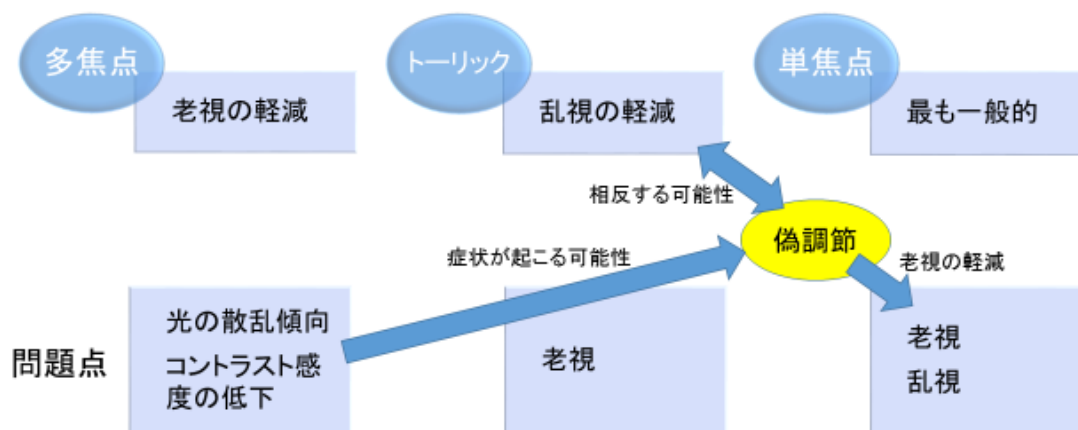 多焦点
トーリック
単焦点
老視の軽減
乱視の軽減
最も一般的
相反する可能性
偽調節
症状が起こる可能性
老視の軽減
問題点
光の散乱傾向
コントラスト感
度の低下
老視
老視
乱視